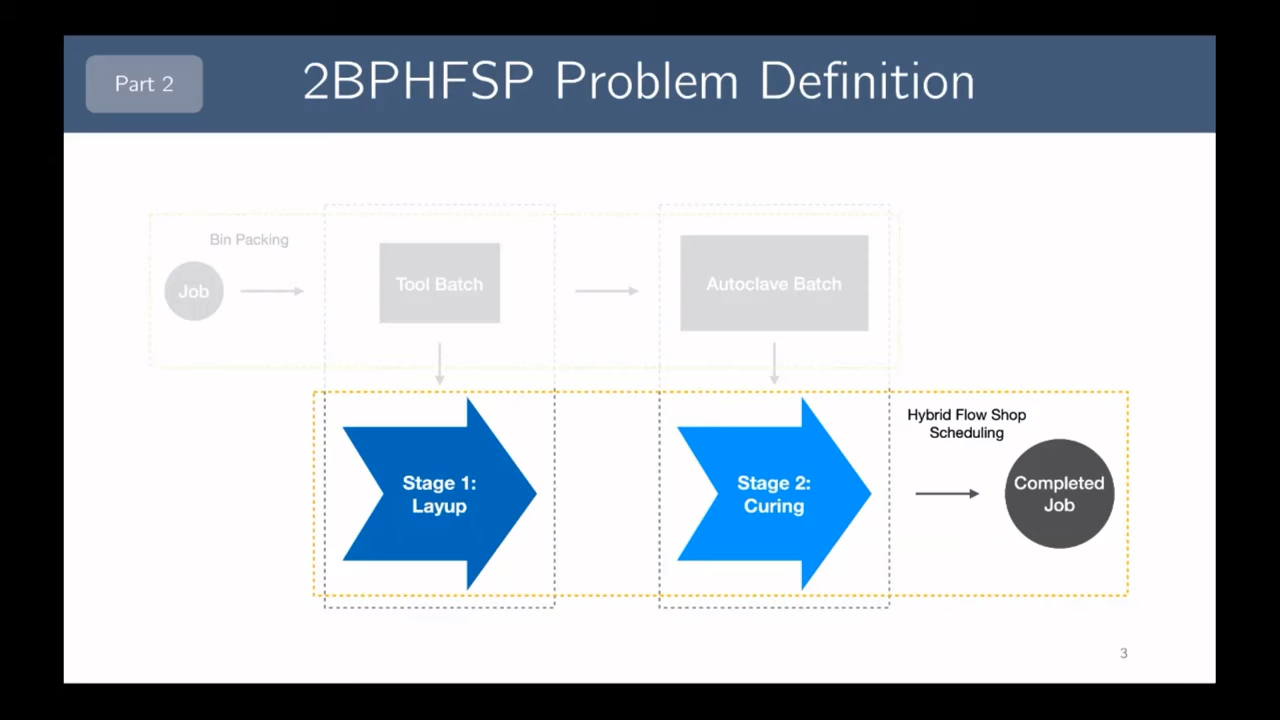 Part 2
2BPHFSP Problem Definition
Bin Packing
Job
Tool Batch
Autoclave Batch
Stage 1:
Layup
Stage 2:
Curing
Hybrid Flow Shop
Scheduling
Completed
Job
3